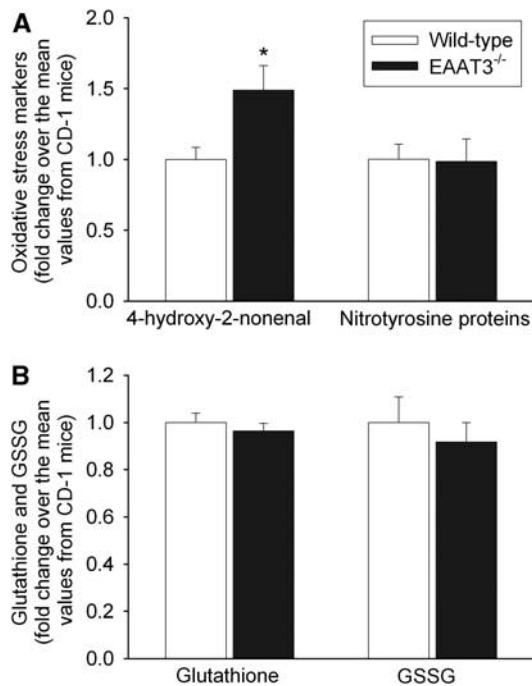 A
Oxidative stress markers
(fold change over the mean
values from CD-1 mice)
2.0
1.5
1.0
0.5
0.0
*
Wild-type
EAAT3-/-
4-hydroxy-2-nonenal
Nitrotyrosine proteins
B
Glutathione and GSSG
(fold change over the mean
values from CD-1 mice)
1.2
1.0
0.8
0.6
0.4
0.2
0.0
Glutathione
GSSG